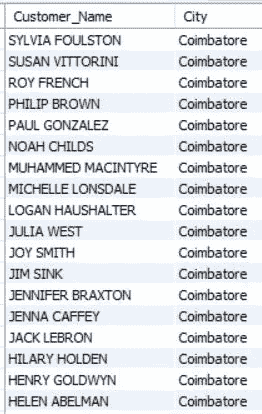 Customer_Name City
SYLVIA FOULSTON Coimbatore
SUSAN VITTORINI Coimbatore
ROY FRENCH Coimbatore
PHILIP BROWN Coimbatore
PAUL GONZALEZ Coimbatore
NOAH CHILDS Coimbatore
MUHAMMED MACINTYRE Coimbatore
MICHELLE LONSDALE Coimbatore
LOGAN HAUSHALTER Coimbatore
JULIA WEST Coimbatore
JOY SMITH Coimbatore
JIM SINK Coimbatore
JENNIFER BRAXTON Coimbatore
JENNA CAFFEY Coimbatore
JACK LEBRON Coimbatore
HILARY HOLDEN Coimbatore
HENRY GOLDWYN Coimbatore
HELEN ABELMAN Coimbatore